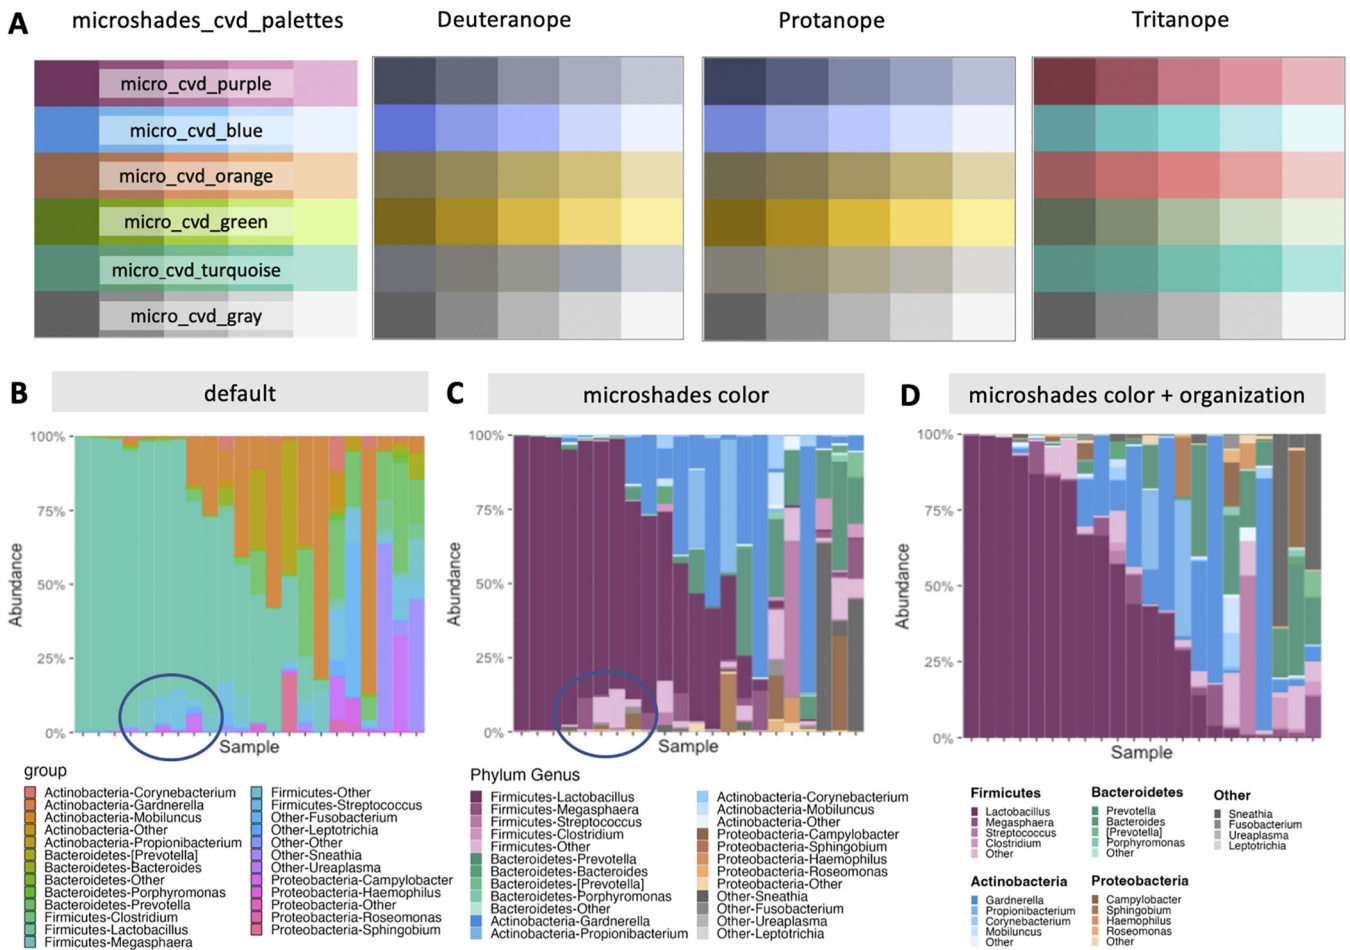 A
microshades_cvd_palettes
Deuteranope
Protanope
Tritanope
micro_cvd_purple
micro_cvd_blue
micro_cvd_orange
micro_cvd_green
micro_cvd_turquoise
micro_cvd_gray
B
default
100%
75%
50%
25%
0%
Abundance
Sample
group
Actinobacteria-Corynebacterium
Actinobacteria-Gardnerella
Actinobacteria-Mobiluncus
Actinobacteria-Other
Actinobacteria-Propionibacterium
Bacteroidetes-[Prevotella]
Bacteroidetes-Bacteroides
Bacteroidetes-Other
Bacteroidetes-Porphyromonas
Bacteroidetes-Prevotella
Firmicutes-Clostridium
Firmicutes-Lactobacillus
Firmicutes-Megasphaera
Firmicutes-Other
Firmicutes-Streptococcus
Other-Fusobacterium
Other-Leptotrichia
Other-Other
Other-Sneathia
Other-Ureaplasma
Proteobacteria-Campylobacter
Proteobacteria-Haemophilus
Proteobacteria-Other
Proteobacteria-Roseomonas
Proteobacteria-Sphingobium
C
microshades color
100%
75%
50%
25%
0%
Abundance
Sample
Phylum Genus
Firmicutes-Lactobacillus
Firmicutes-Megasphaera
Firmicutes-Streptococcus
Firmicutes-Clostridium
Firmicutes-Other
Bacteroidetes-Prevotella
Bacteroidetes-Bacteroides
Bacteroidetes-[Prevotella]
Bacteroidetes-Porphyromonas
Bacteroidetes-Other
Actinobacteria-Gardnerella
Actinobacteria-Propionibacterium
Actinobacteria-Corynebacterium
Actinobacteria-Mobiluncus
Actinobacteria-Other
Proteobacteria-Campylobacter
Proteobacteria-Sphingobium
Proteobacteria-Haemophilus
Proteobacteria-Roseomonas
Proteobacteria-Other
Other-Sneathia
Other-Fusobacterium
Other-Ureaplasma
Other-Leptotrichia
D
microshades color + organization
100%
75%
50%
25%
0%
Abundance
Sample
Firmicutes
Lactobacillus
Megasphaera
Streptococcus
Clostridium
Other
Actinobacteria
Gardnerella
Propionibacterium
Corynebacterium
Mobiluncus
Other
Bacteroidetes
Prevotella
Bacteroides
[Prevotella]
Porphyromonas
Other
Proteobacteria
Campylobacter
Sphingobium
Haemophilus
Roseomonas
Other
Other
Sneathia
Fusobacterium
Ureaplasma
Leptotrichia